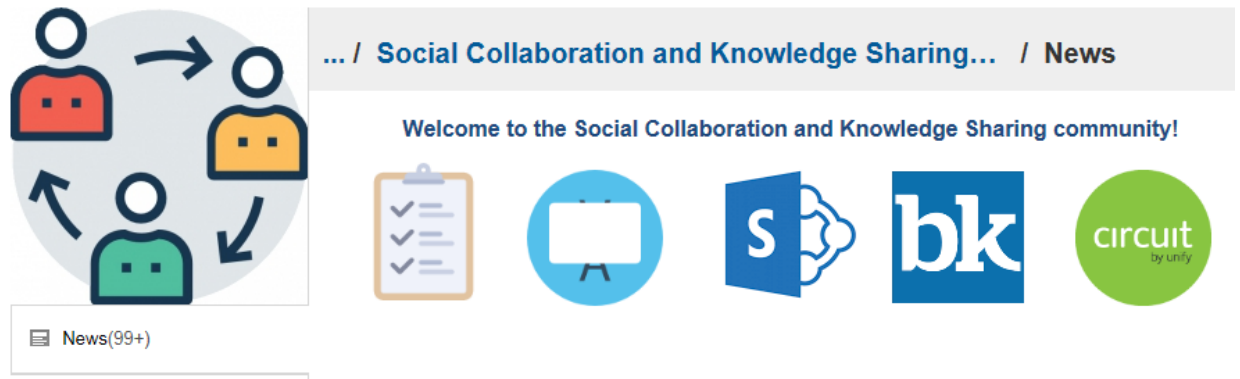 ... / Social Collaboration and Knowledge Sharing... / News
Welcome to the Social Collaboration and Knowledge Sharing community!
S
bk
cırcuıt
by unify
News(99+)